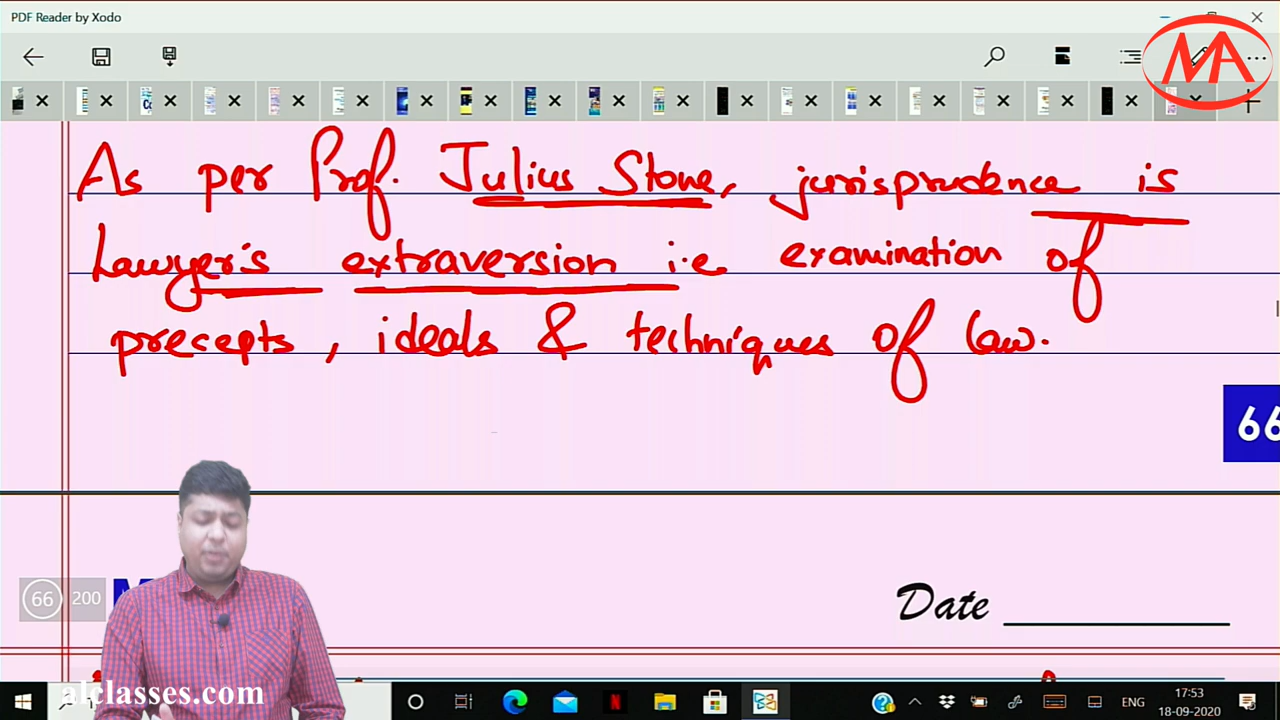 PDF Reader by Xodo
MA
As per Prof. Julius Stone, jurisprudence is
Lawyer's extraversion i.e. examination of
precepts, ideals & techniques of law.
66
66 200
Date
alclasses.com
ENG
17:53
18-09-2020